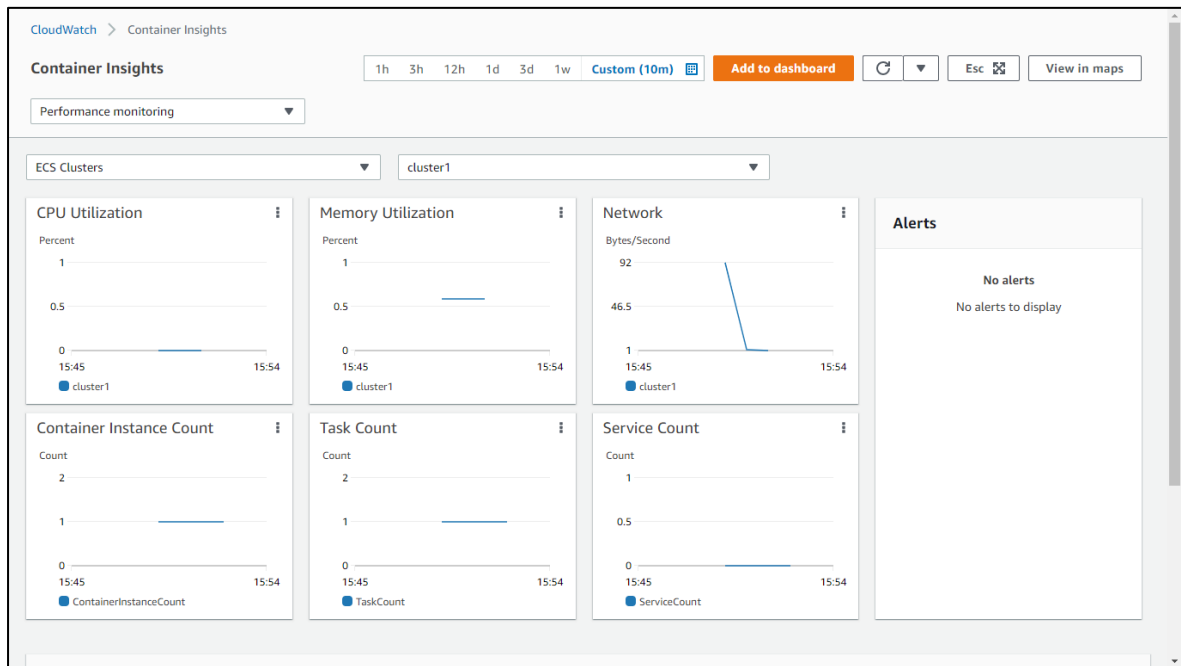 CloudWatch > Container Insights
Container Insights
1h 3h 12h 1d 3d 1w Custom (10m)
Add to dashboard
Esc
View in maps
Performance monitoring
ECS Clusters
cluster1
CPU Utilization
Percent
1
0.5
0
15:45 15:54
cluster1
Memory Utilization
Percent
1
0.5
0
15:45 15:54
cluster1
Network
Bytes/Second
92
46.5
1
15:45 15:54
cluster1
Alerts
No alerts
No alerts to display
Container Instance Count
Count
2
1
0
15:45 15:54
ContainerInstanceCount
Task Count
Count
2
1
0
15:45 15:54
TaskCount
Service Count
Count
1
0.5
0
15:45 15:54
ServiceCount